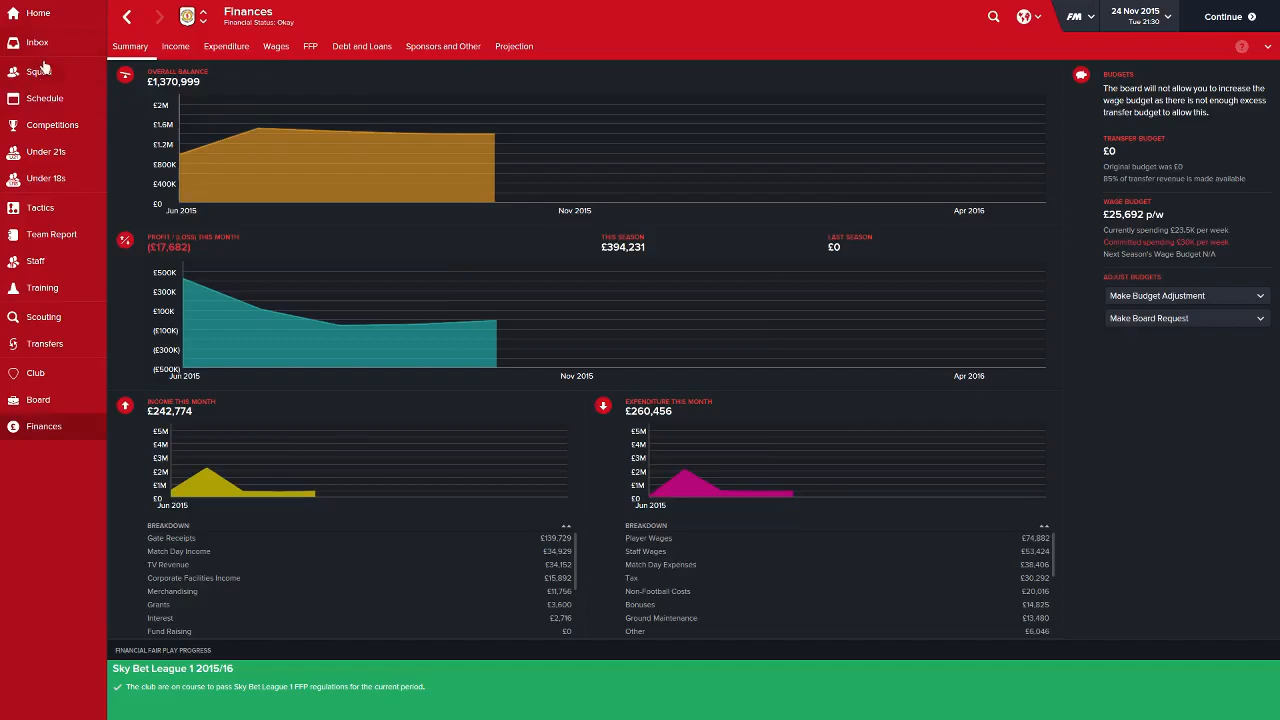 Home
Inbox
Squad
Schedule
Competitions
Under 21s
Under 18s
Tactics
Team Report
Staff
Training
Scouting
Transfers
Club
Board
Finances
Finances
Financial Status: Okay
FM
24 Nov 2015
Tue 21:30
Continue
Summary Income Expenditure Wages FFP Debt and Loans Sponsors and Other Projection
OVERALL BALANCE
£1,370,999
£2M
£1.6M
£1.2M
£800K
£400K
£0
Jun 2015 Nov 2015 Apr 2016
PROFIT / (LOSS) THIS MONTH
(£17,682)
THIS SEASON
£394,231
LAST SEASON
£0
£500K
£300K
£100K
(£100K)
(£300K)
(£500K)
Jun 2015 Nov 2015 Apr 2016
INCOME THIS MONTH
£242,774
£5M
£4M
£3M
£2M
£1M
£0
Jun 2015
BREAKDOWN
Gate Receipts £139,729
Match Day Income £34,929
TV Revenue £34,152
Corporate Facilities Income £15,892
Merchandising £11,756
Grants £3,600
Interest £2,716
Fund Raising £0
EXPENDITURE THIS MONTH
£260,456
£5M
£4M
£3M
£2M
£1M
£0
Jun 2015
BREAKDOWN
Player Wages £74,882
Staff Wages £53,424
Match Day Expenses £38,406
Tax £30,292
Non-Football Costs £20,016
Bonuses £14,825
Ground Maintenance £13,480
Other £6,046
?
BUDGETS
The board will not allow you to increase the
wage budget as there is not enough excess
transfer budget to allow this.
TRANSFER BUDGET
£0
Original budget was £0
85% of transfer revenue is made available
WAGE BUDGET
£25,692 p/w
Currently spending £23.5K per week
Committed spending £30K per week
Next Season's Wage Budget N/A
ADJUST BUDGETS
Make Budget Adjustment
Make Board Request
FINANCIAL FAIR PLAY PROGRESS
Sky Bet League 1 2015/16
The club are on course to pass Sky Bet League 1 FFP regulations for the current period.